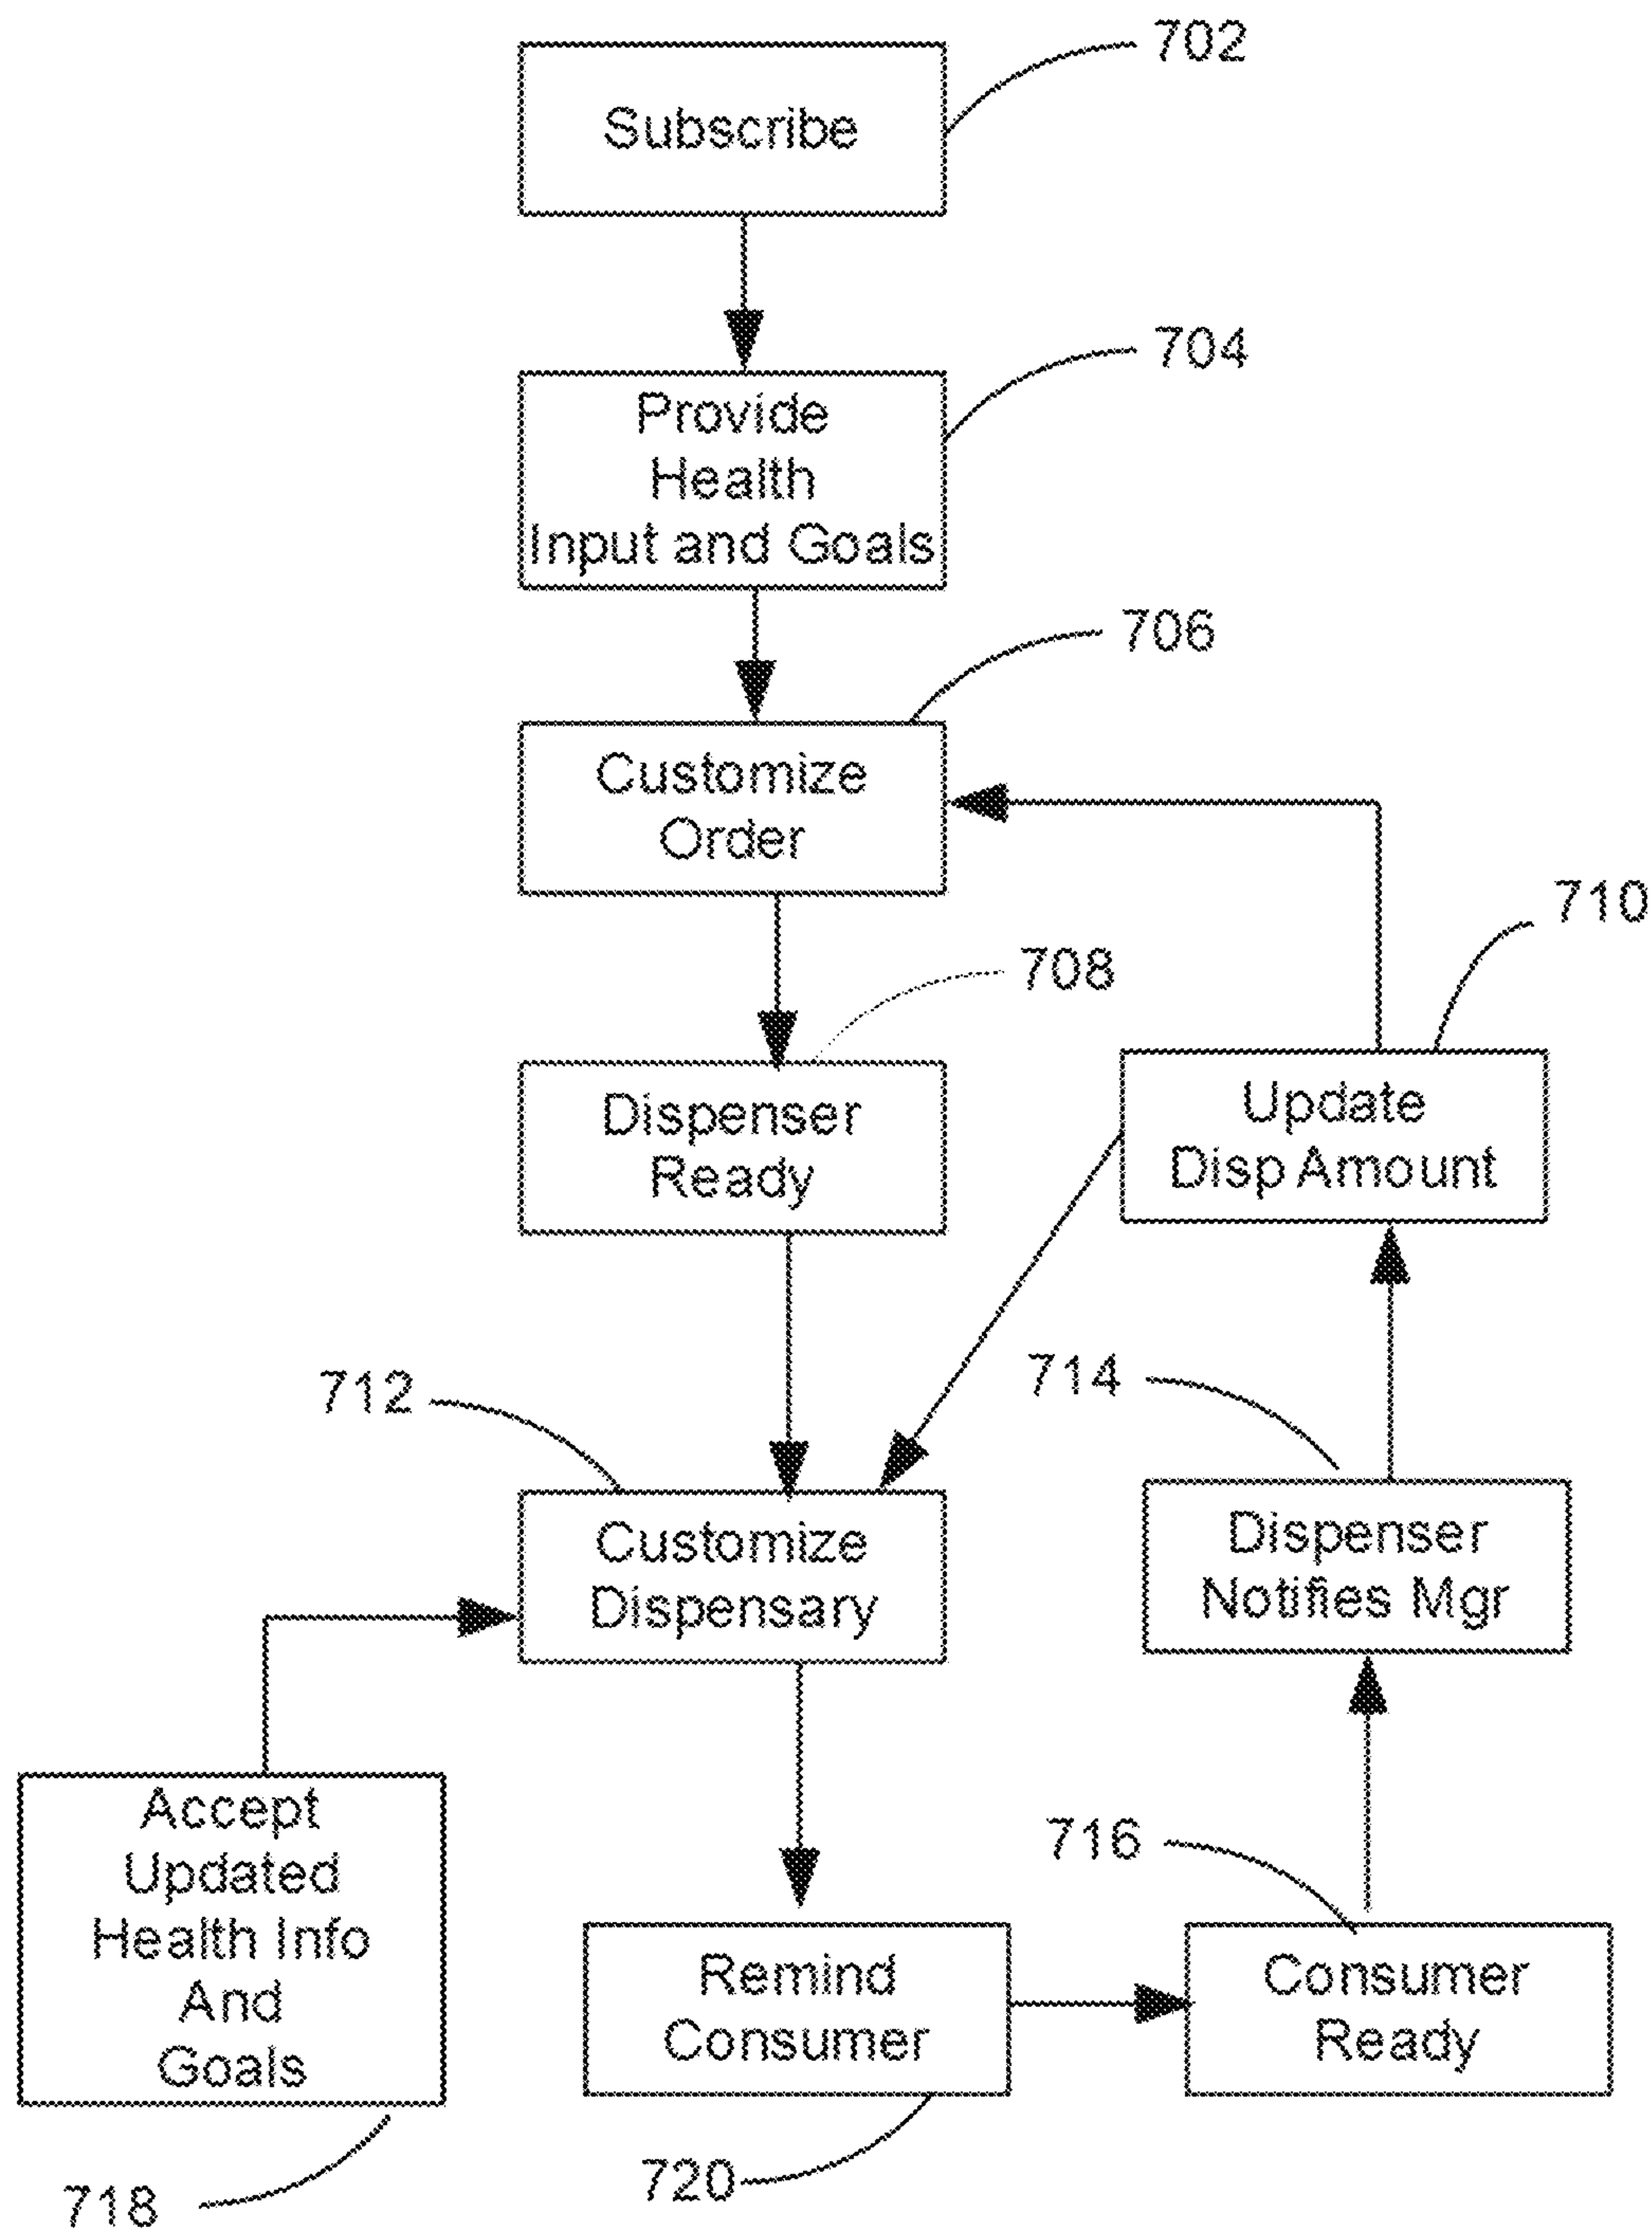 702
Subscribe
704
Provide
Health
Input and Goals
706
Customize
Order
710
708
Dispenser
Ready
Update
Disp Amount
712
714
Customize
Dispensary
Dispenser
Notifies Mgr
Accept
Updated
Health Info
And
Goals
716
Remind
Consumer
Consumer
Ready
718
720